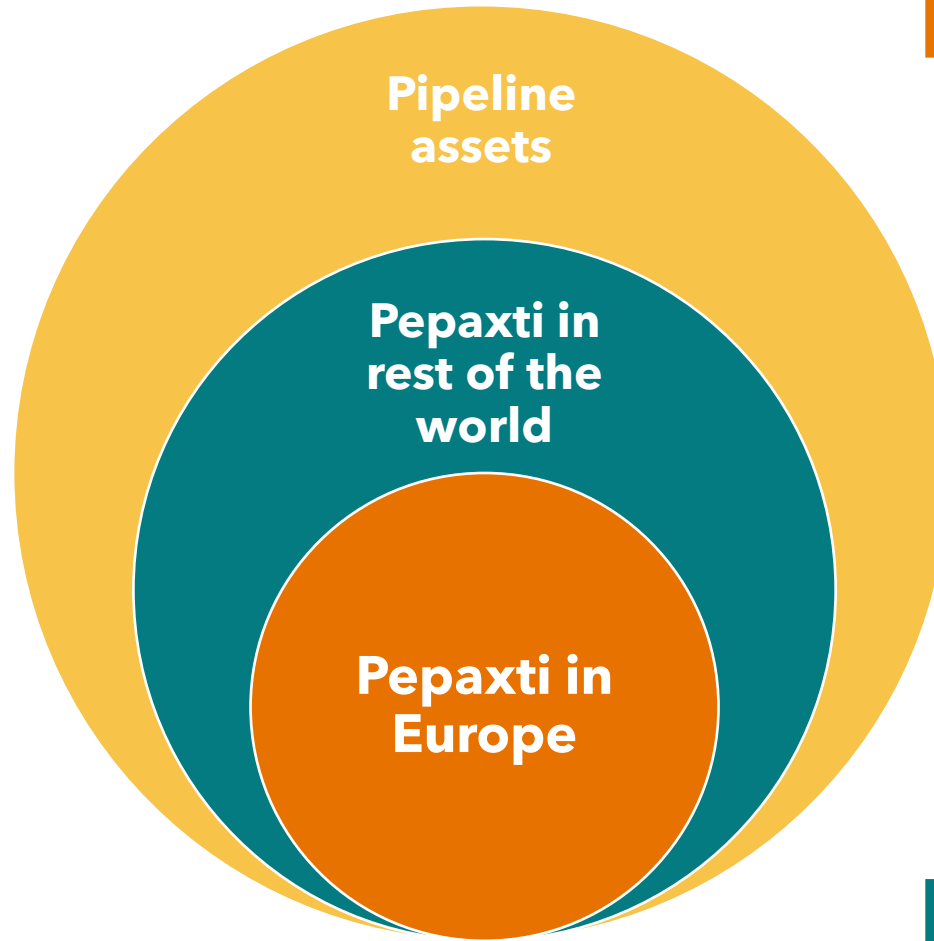 Pipeline
assets
Pepaxti in
rest of the
world
Pepaxti in
Europe